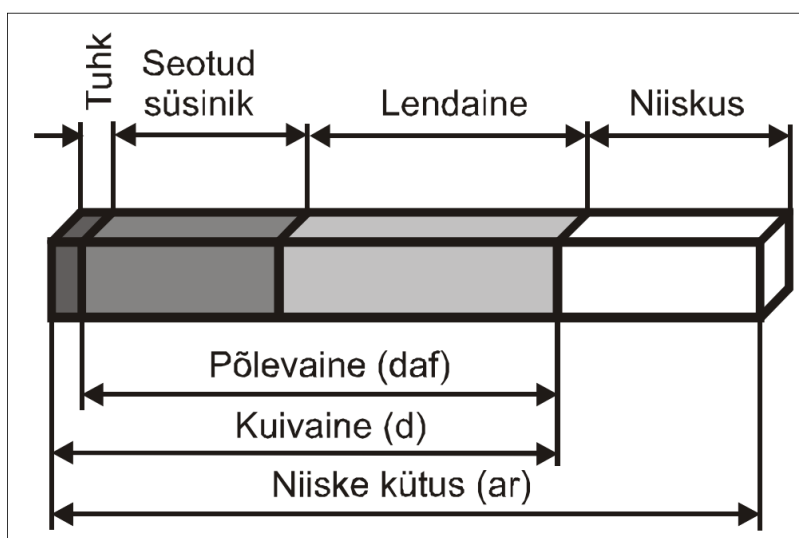 Tuhk
Seotud
süsinik
Lendaine
Niiskus
Põlevaine (daf)
Kuivaine (d)
Niiske kütus (ar)